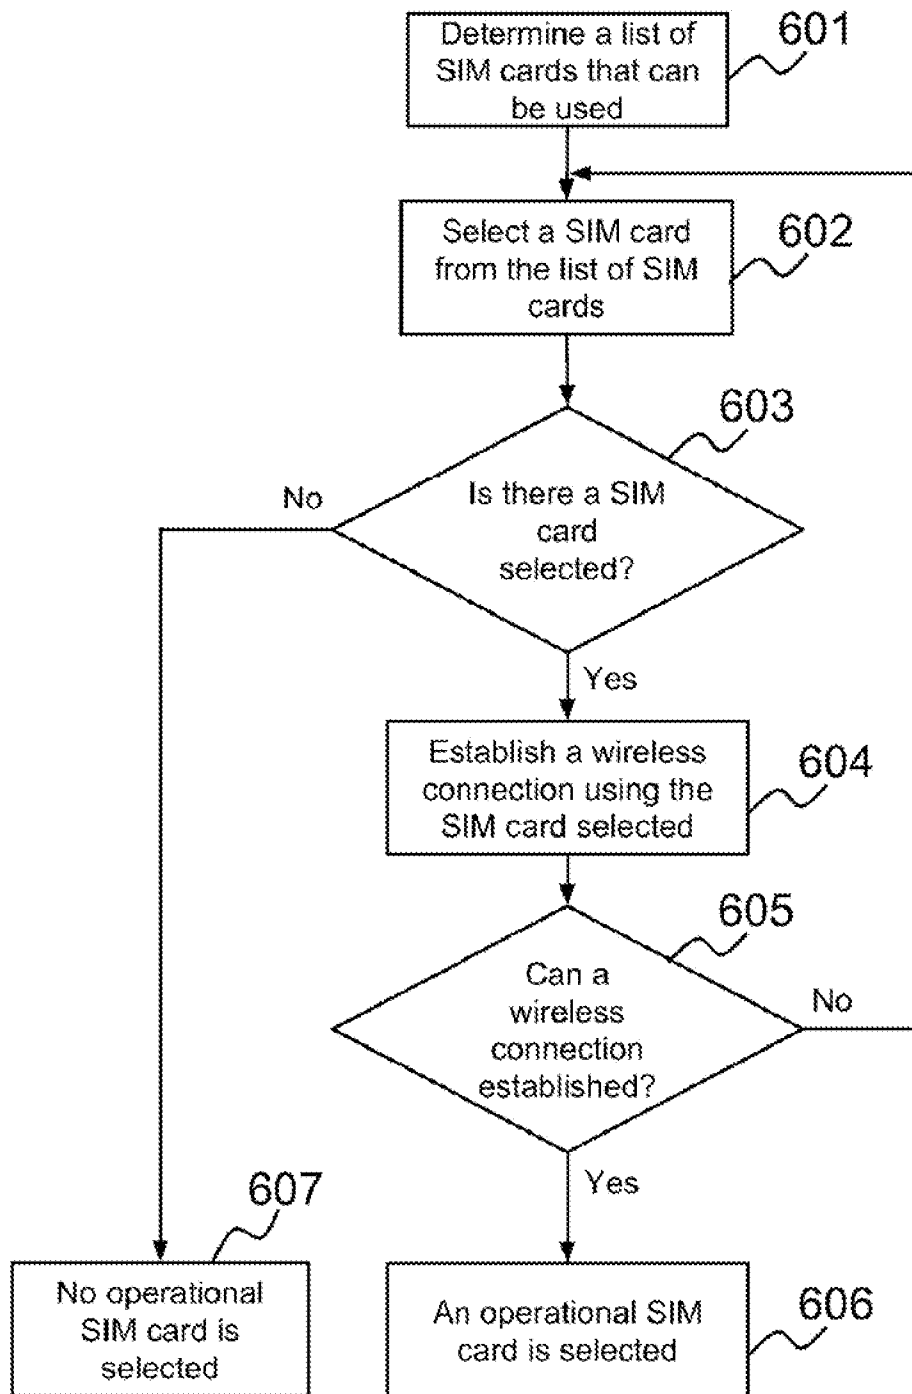 Determine a list of
SIM cards that can
be used
601
Select a SIM card
from the list of SIM
cards
602
603
Is there a SIM
card
selected?
No
Yes
Establish a wireless
connection using the
SIM card selected
604
605
Can a
wireless
connection
established?
No
Yes
607
No operational
SIM card is
selected
An operational SIM
card is selected
606